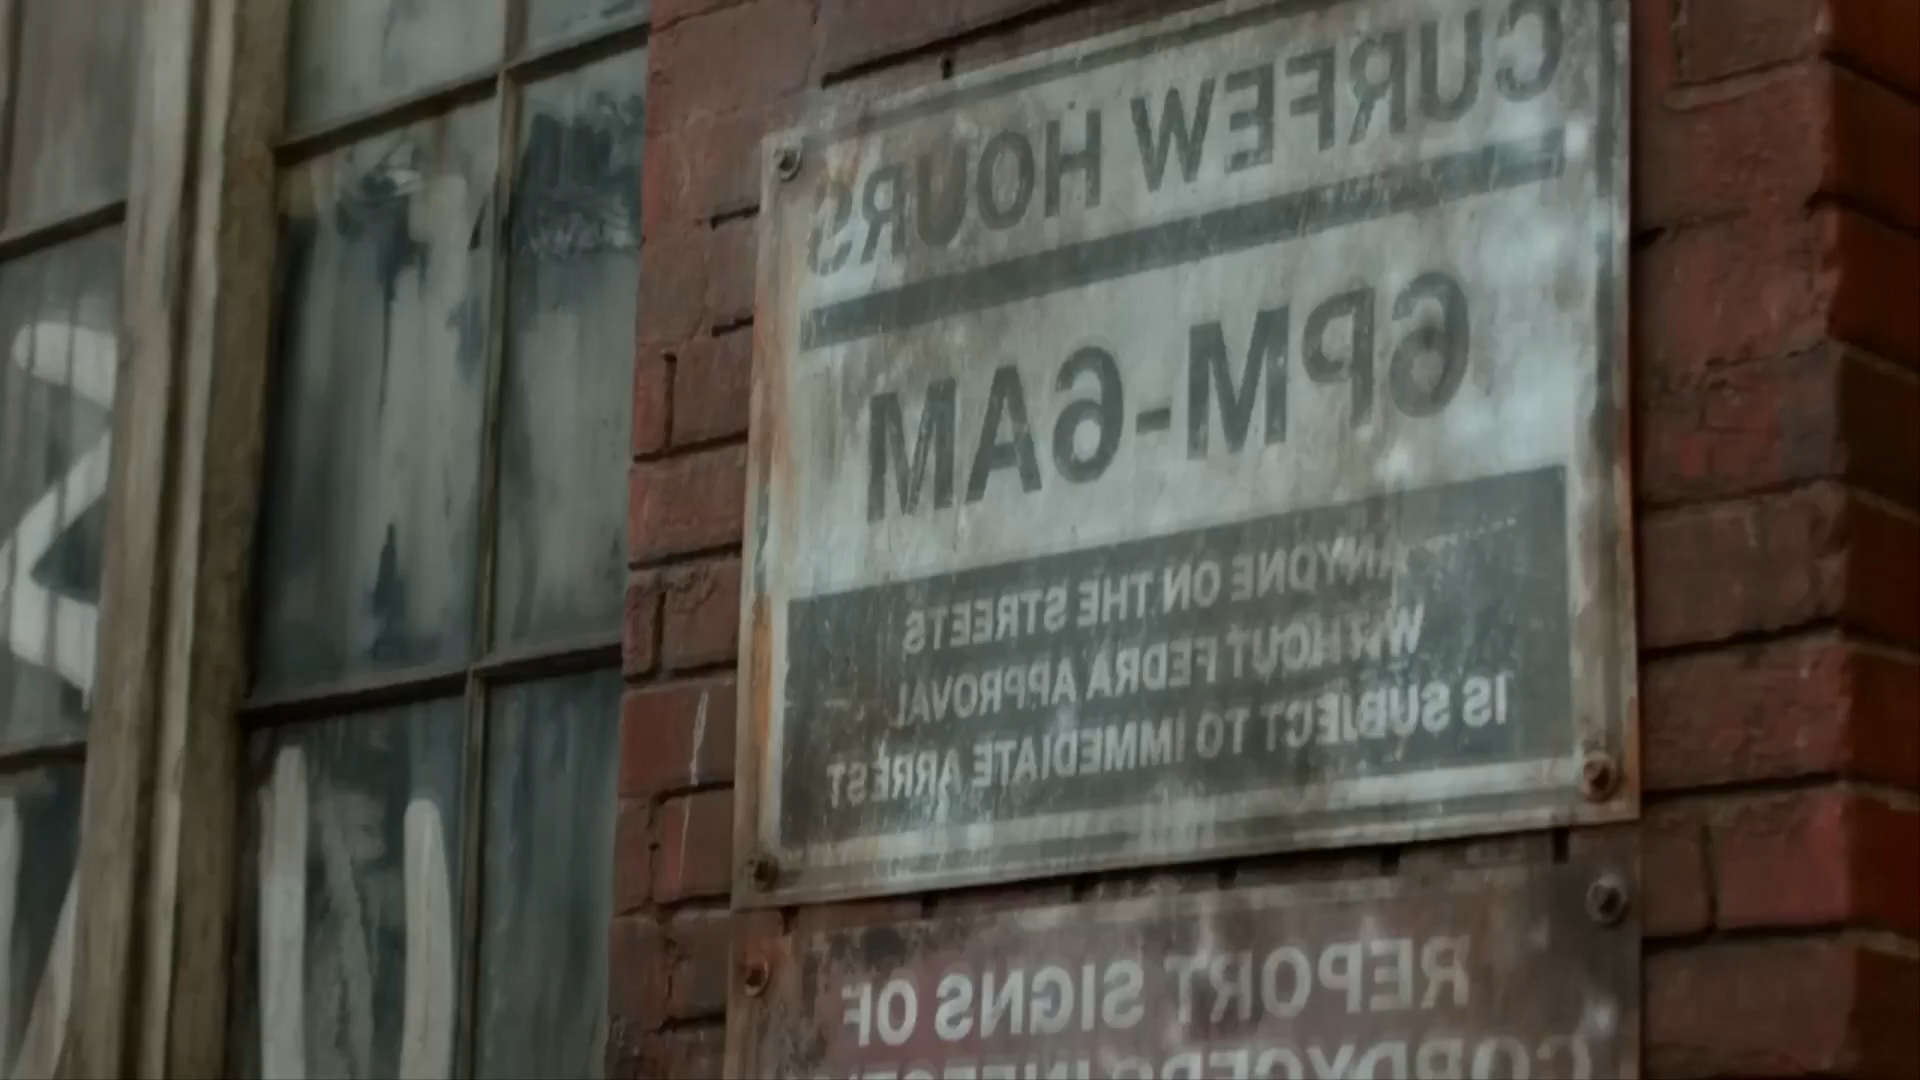 CURFEW HOURS
6PM-6AM
ANYONE ON THE STREETS
WITHOUT FEDRA APPROVAL
IS SUBJECT TO IMMEDIATE ARREST
REPORT SIGNS OF
CORDYCEPS